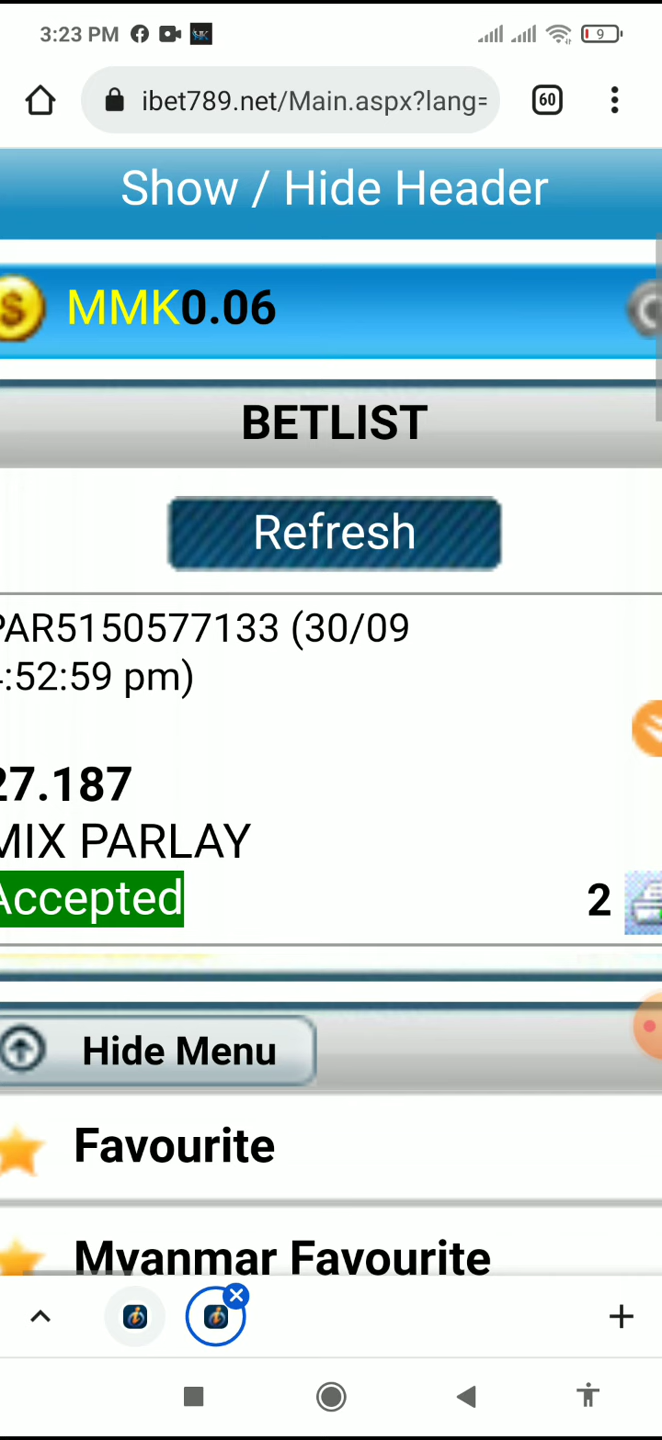 3:23 PM
9
ibet789.net/Main.aspx?lang=
60
Show / Hide Header
MMK0.06
BETLIST
Refresh
PAR5150577133 (30/09
:52:59 pm)
27.187
MIX PARLAY
Accepted
2
Hide Menu
Favourite
Myanmar Favourite